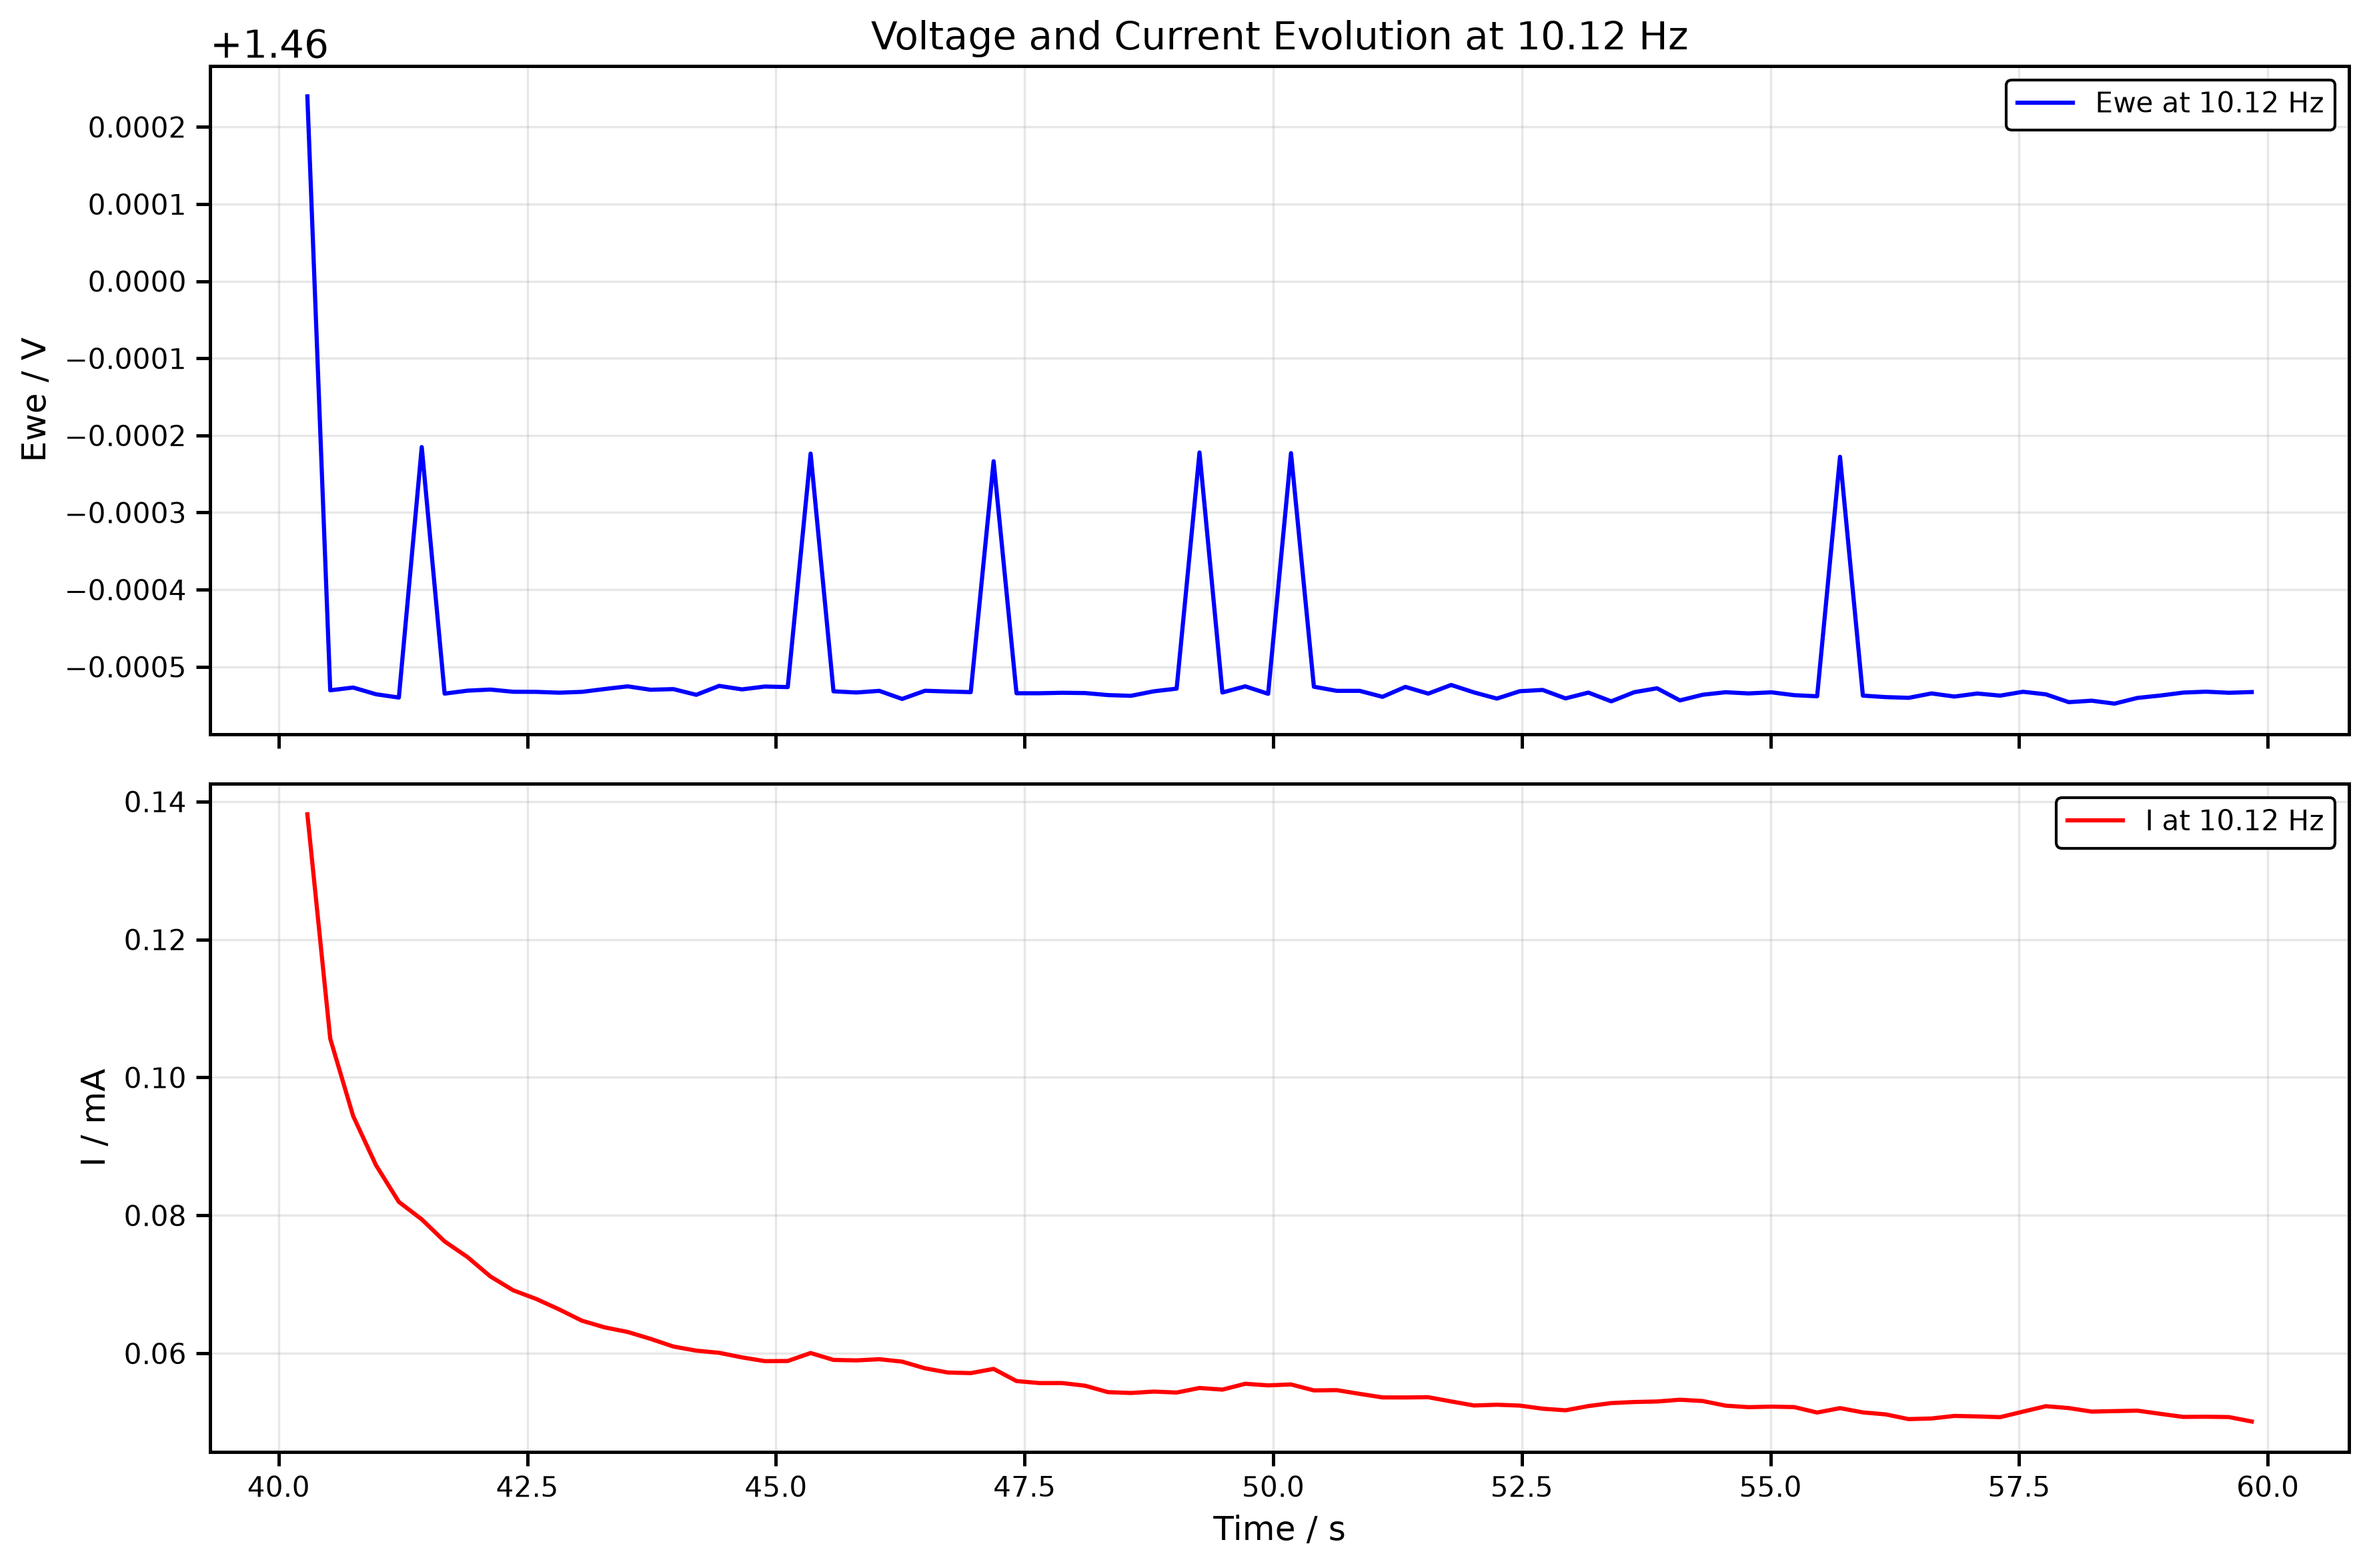 Voltage and Current Evolution at 10.12 Hz
+1.46
Ewe at 10.12 Hz
0.0002
0.0001
0.0000
−0.0001
−0.0002
−0.0003
−0.0004
−0.0005
Ewe / V
I at 10.12 Hz
0.14
0.12
0.10
0.08
0.06
I / mA
40.0 42.5 45.0 47.5 50.0 52.5 55.0 57.5 60.0
Time / s